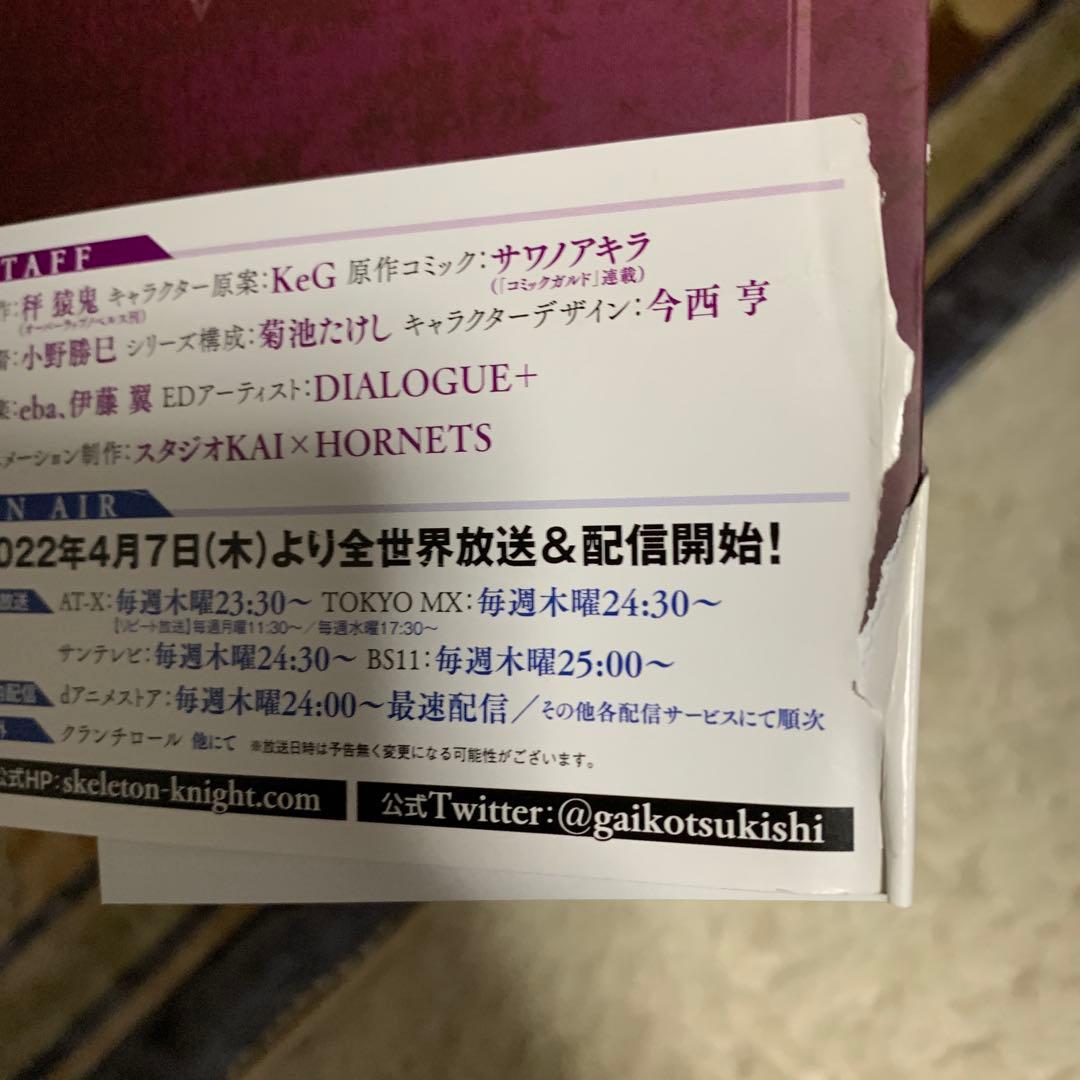 TAFF
作:秤 猿鬼 キャラクター原案:KeG 原作コミック:サワノアキラ
(オーバーラップノベルス刊) (「コミックガルド」連載)
督:小野勝巳 シリーズ構成:菊池たけし キャラクターデザイン:今西 亨
楽:eba、伊藤 翼 EDアーティスト:DIALOGUE+
メーション制作:スタジオKAI×HORNETS
N AIR
022年4月7日(木)より全世界放送&配信開始!
放送 AT-X:毎週木曜23:30〜 TOKYO MX:毎週木曜24:30〜
【リピート放送】毎週月曜11:30〜/毎週水曜17:30〜
サンテレビ:毎週木曜24:30〜 BS11:毎週木曜25:00〜
配信 dアニメストア:毎週木曜24:00〜最速配信/その他各配信サービスにて順次
外 クランチロール 他にて ※放送日時は予告無く変更になる可能性がございます。
公式HP:skeleton-knight.com 公式Twitter:@gaikotsukishi